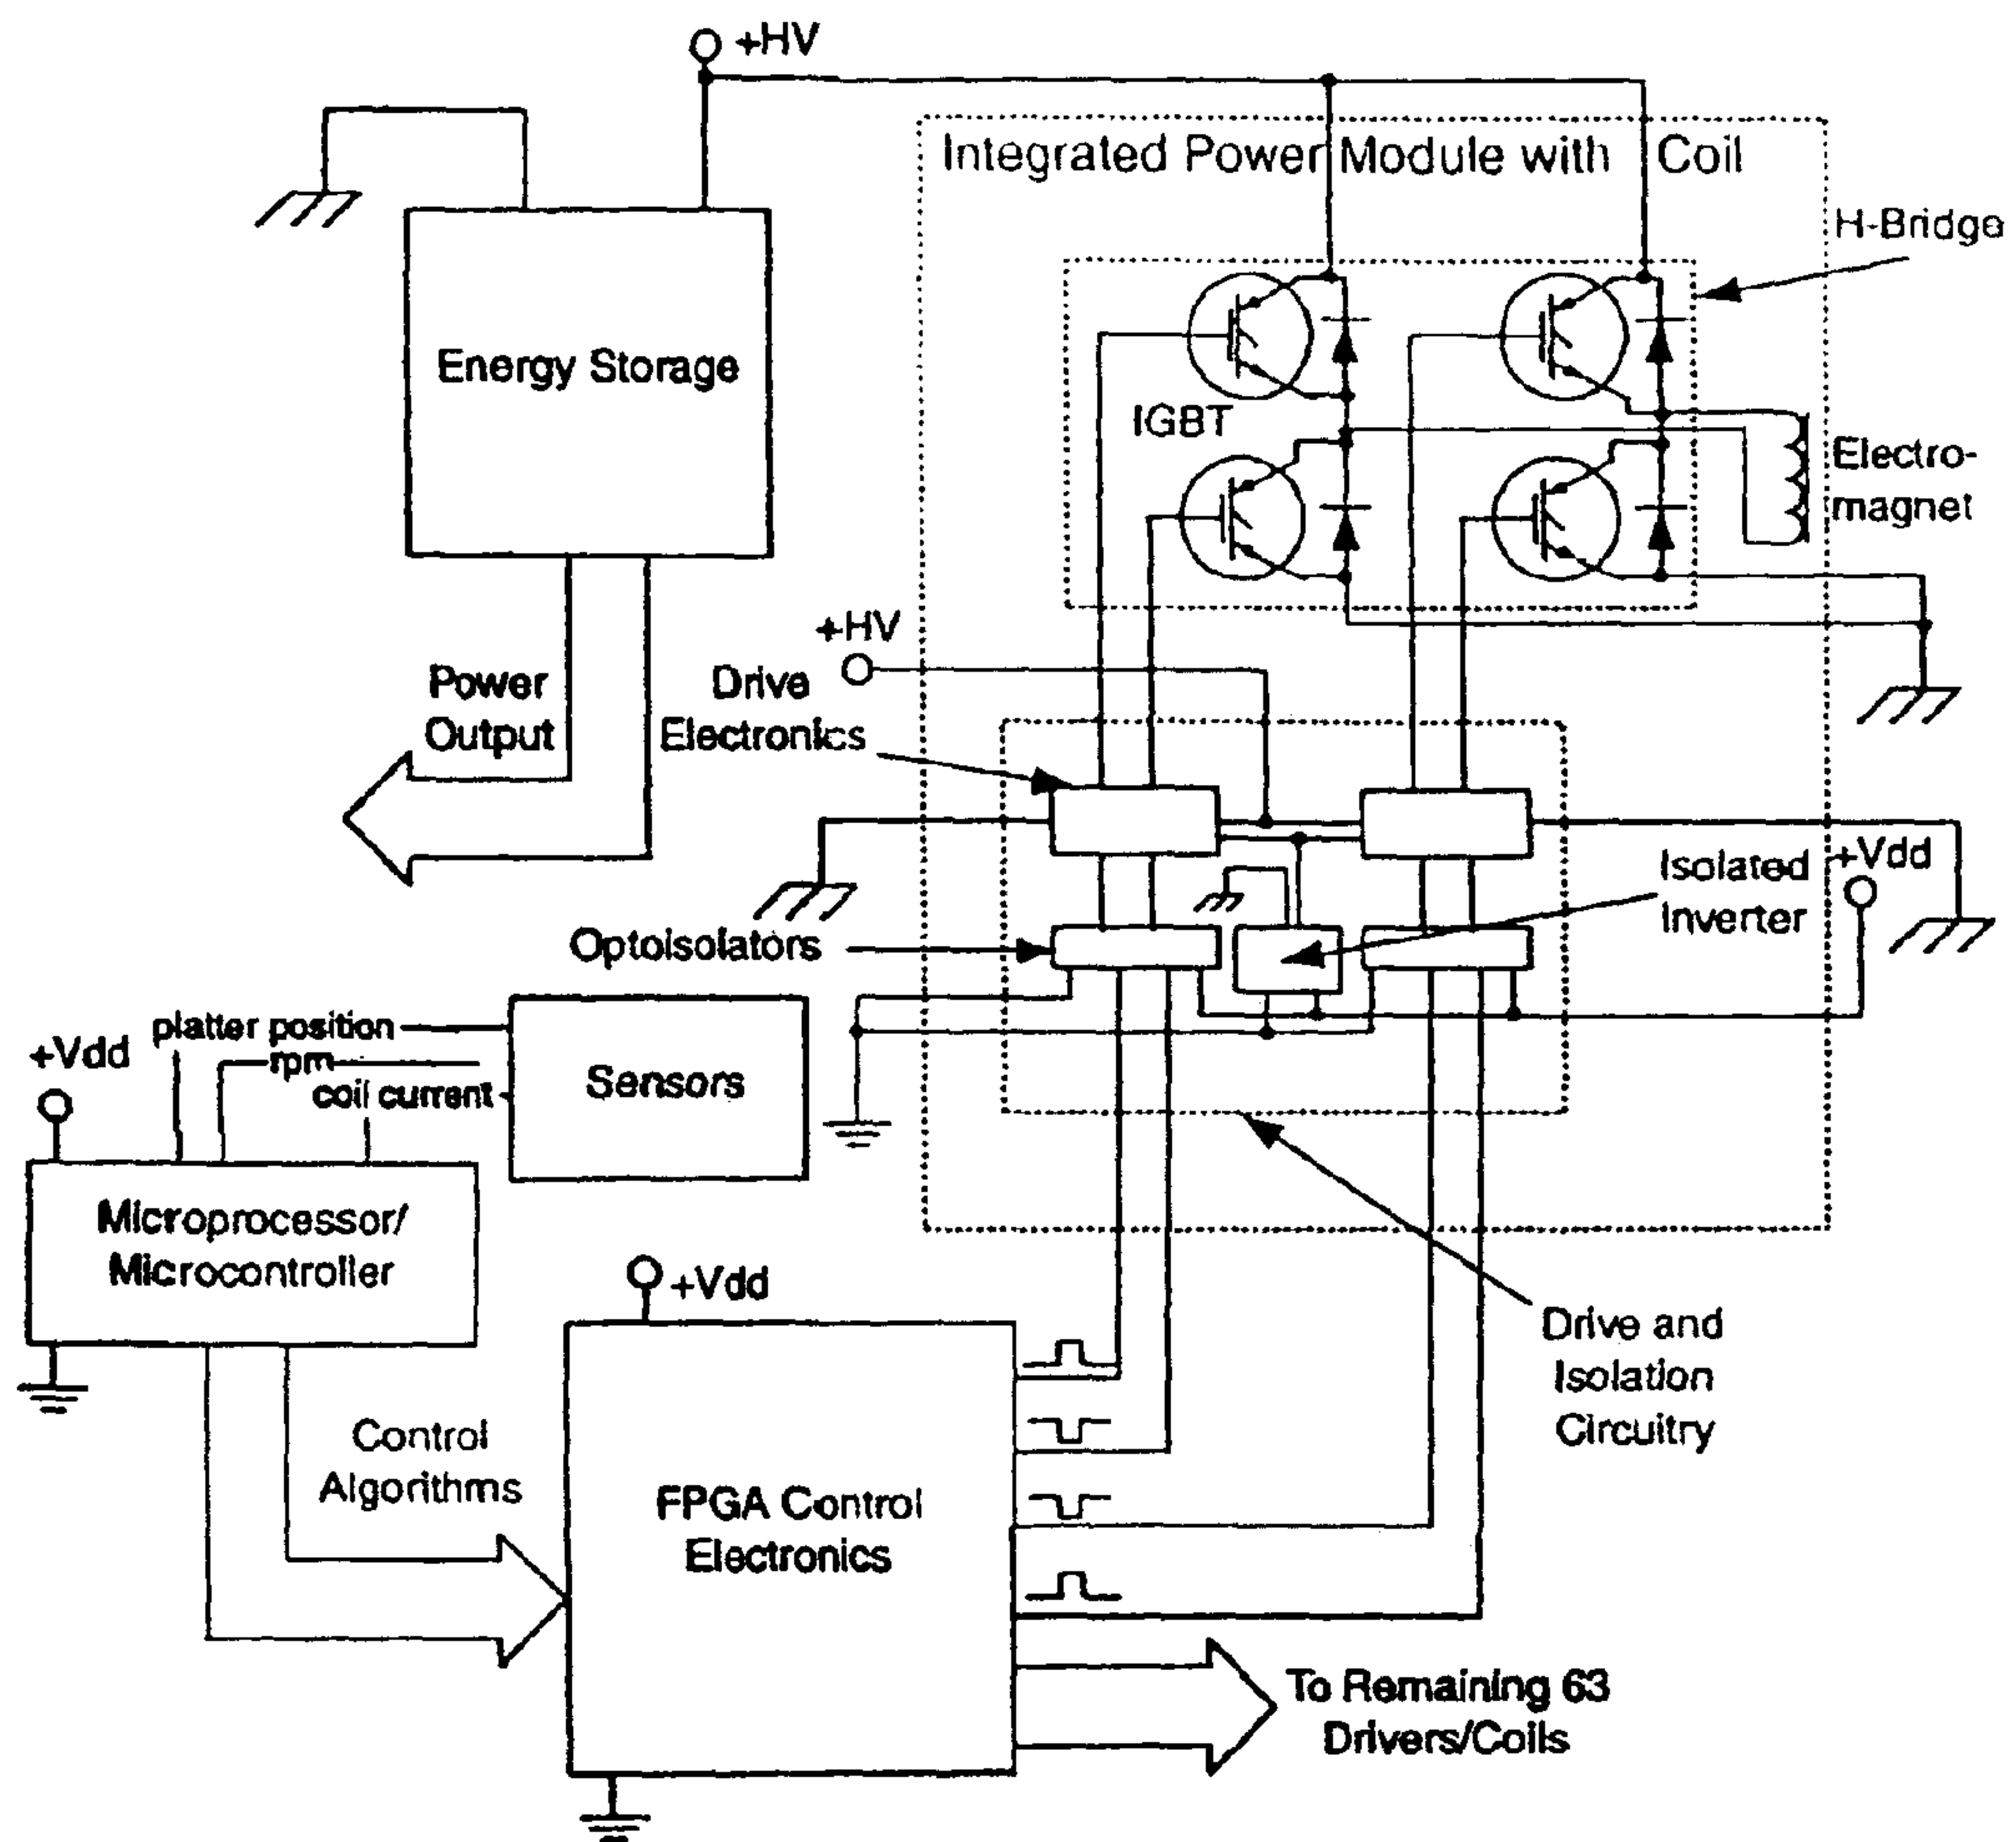 +HV
Integrated Power Module with Coil
H-Bridge
Energy Storage
IGBT
Electro-
magnet
+HV
Power
Output
Drive
Electronics
Isolated
Inverter
+Vdd
Optoisolators
platter position
rpm
coil current
+Vdd
Sensors
Microprocessor/
Microcontroller
+Vdd
Drive and
Isolation
Circuitry
Control
Algorithms
FPGA Control
Electronics
To Remaining 63
Drivers/Coils